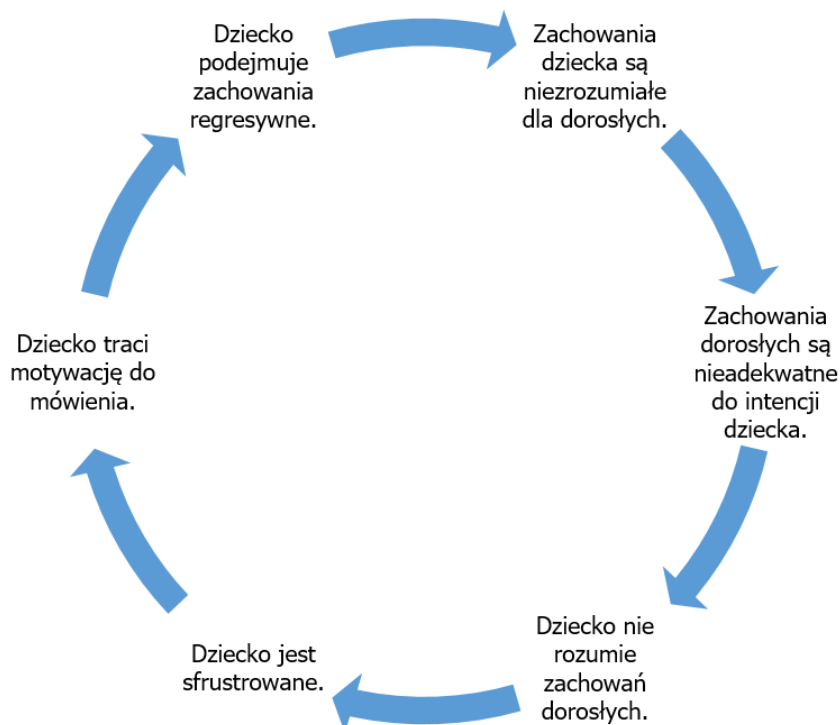 Dziecko
podejmuje
zachowania
regresywne.
Zachowania
dziecka są
niezrozumiałe
dla dorosłych.
Zachowania
dorosłych są
nieadekwatne
do intencji
dziecka.
Dziecko nie
rozumie
zachowań
dorosłych.
Dziecko jest
sfrustrowane.
Dziecko traci
motywację do
mówienia.